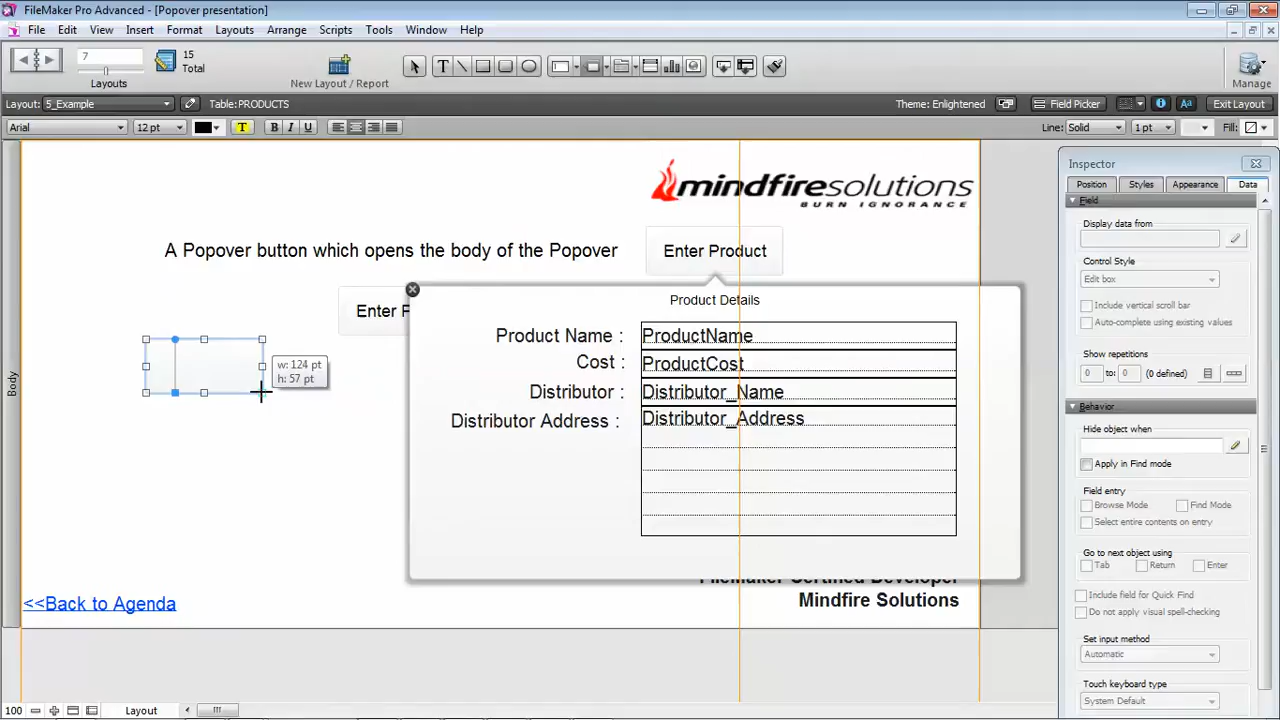 FileMaker Pro Advanced - [Popover presentation]
File Edit View Insert Format Layouts Arrange Scripts Tools Window Help
7
15
Total
Layouts
New Layout / Report
Manage
Layout: 5_Example
Table:PRODUCTS
Theme: Enlightened
Field Picker
Aa
Exit Layout
Arial
12 pt
T
B I U
Line: Solid
1 pt
Fill:
mindfiresolutions
BURN IGNORANCE
A Popover button which opens the body of the Popover
Enter Product
Enter P
Product Details
Product Name :
ProductName
Cost :
ProductCost
Distributor :
Distributor_Name
Distributor Address :
Distributor_Address
w: 124 pt
h: 57 pt
Body
FileMaker Certified Developer
<<Back to Agenda
Mindfire Solutions
100
Layout
Inspector
Position
Styles
Appearance
Data
Field
Display data from
Control Style
Edit box
Include vertical scroll bar
Auto-complete using existing values
Show repetitions
0 to: 0 (0 defined)
Behavior
Hide object when
Apply in Find mode
Field entry
Browse Mode
Find Mode
Select entire contents on entry
Go to next object using
Tab
Return
Enter
Include field for Quick Find
Do not apply visual spell-checking
Set input method
Automatic
Touch keyboard type
System Default